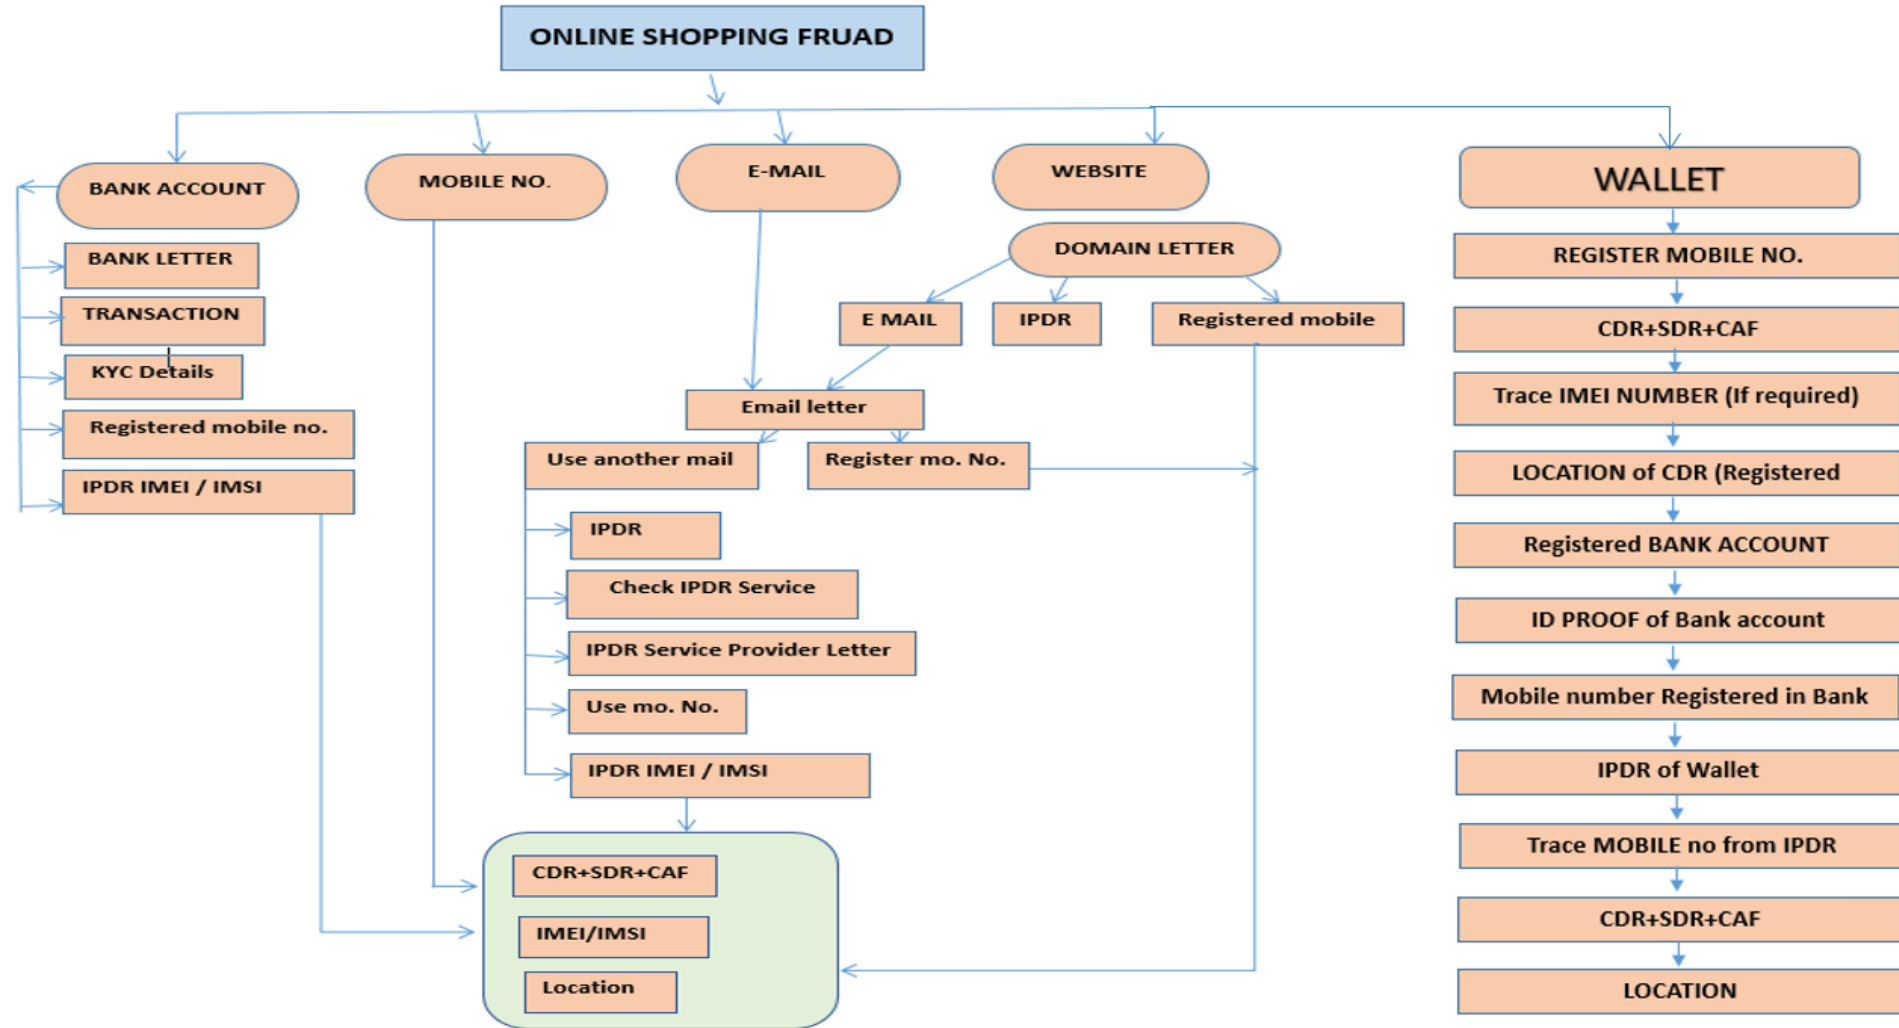 ONLINE SHOPPING FRUAD
BANK ACCOUNT
BANK LETTER
TRANSACTION
KYC Details
Registered mobile no.
IPDR IMEI / IMSI
MOBILE NO.
E-MAIL
WEBSITE
DOMAIN LETTER
E MAIL
IPDR
Registered mobile
Email letter
Use another mail
Register mo. No.
IPDR
Check IPDR Service
IPDR Service Provider Letter
Use mo. No.
IPDR IMEI / IMSI
CDR+SDR+CAF
IMEI/IMSI
Location
WALLET
REGISTER MOBILE NO.
CDR+SDR+CAF
Trace IMEI NUMBER (If required)
LOCATION of CDR (Registered
Registered BANK ACCOUNT
ID PROOF of Bank account
Mobile number Registered in Bank
IPDR of Wallet
Trace MOBILE no from IPDR
CDR+SDR+CAF
LOCATION